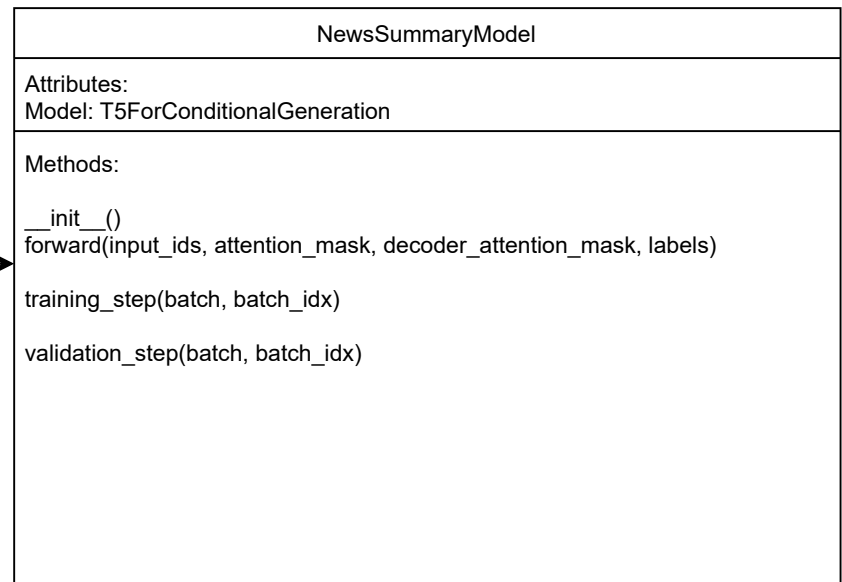 NewsSummaryModel
Attributes:
Model: T5ForConditionalGeneration
Methods:
__init__()
forward(input_ids, attention_mask, decoder_attention_mask, labels)
training_step(batch, batch_idx)
validation_step(batch, batch_idx)